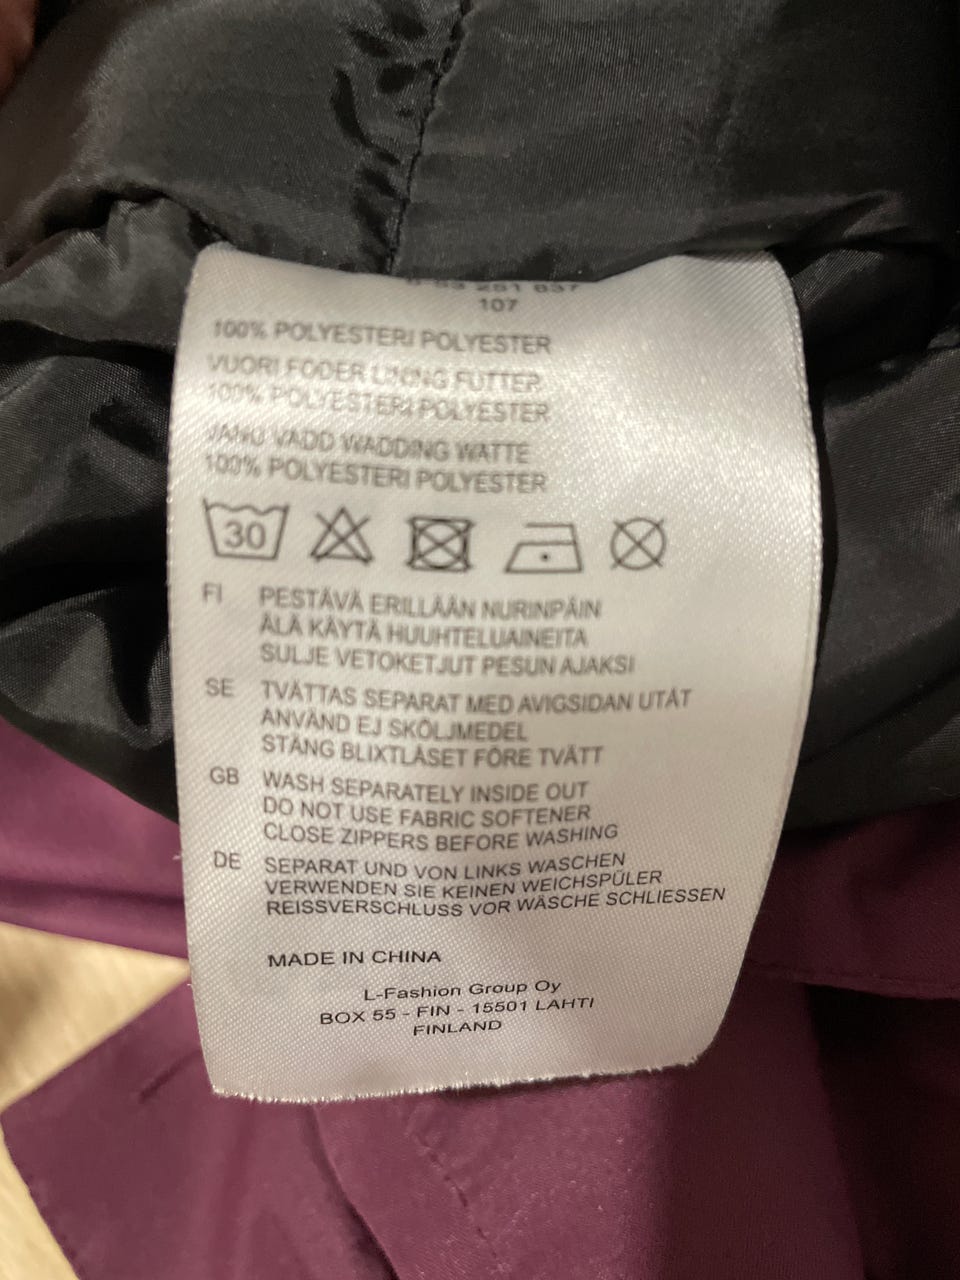 107
100% POLYESTERI POLYESTER
VUORI FODER LINING FUTTER
100% POLYESTERI POLYESTER
VADD WADDING WATTE
100% POLYESTERI POLYESTER
30
FI PESTÄVÄ ERILLÄÄN NURINPÄIN
ÄLÄ KÄYTÄ HUUHTELUAINEITA
SULJE VETOKETJUT PESUN AJAKSI
SE TVÄTTAS SEPARAT MED AVIGSIDAN UTÅT
ANVÄND EJ SKÖLJMEDEL
STÄNG BLIXTLÅSET FÖRE TVÄTT
GB WASH SEPARATELY INSIDE OUT
DO NOT USE FABRIC SOFTENER
CLOSE ZIPPERS BEFORE WASHING
DE SEPARAT UND VON LINKS WASCHEN
VERWENDEN SIE KEINEN WEICHSPÜLER
REISSVERSCHLUSS VOR WÄSCHE SCHLIESSEN
MADE IN CHINA
L-Fashion Group Oy
BOX 55 - FIN - 15501 LAHTI
FINLAND